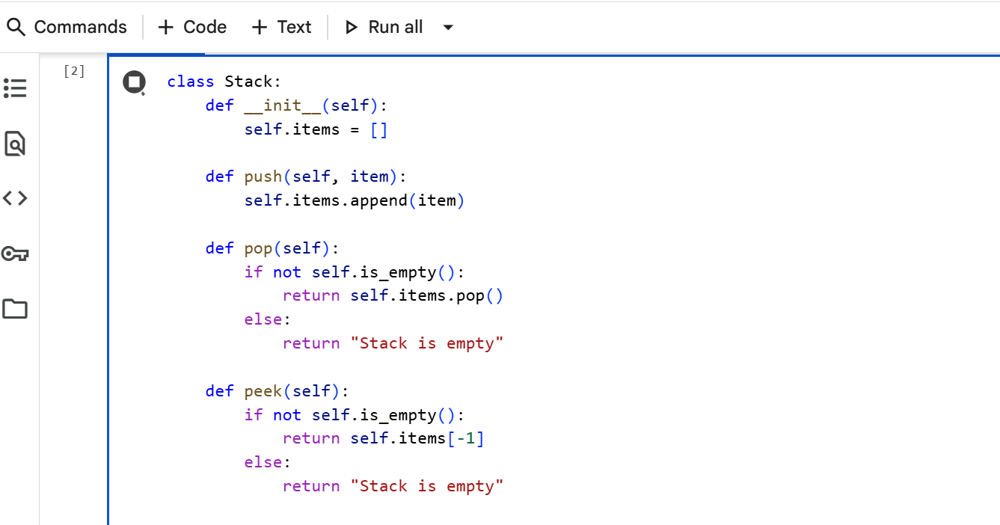 Commands + Code + Text Run all
[2]
class Stack:
    def __init__(self):
        self.items = []

    def push(self, item):
        self.items.append(item)

    def pop(self):
        if not self.is_empty():
            return self.items.pop()
        else:
            return "Stack is empty"

    def peek(self):
        if not self.is_empty():
            return self.items[-1]
        else:
            return "Stack is empty"